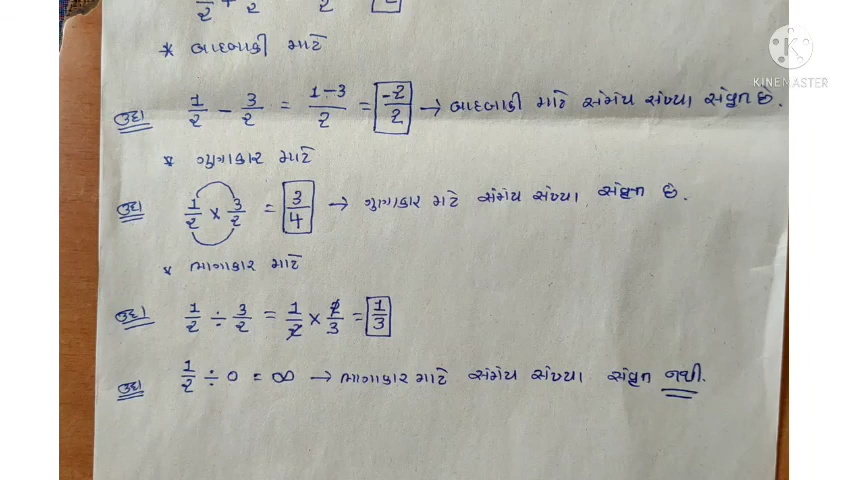 * બાદબાકી માટે
ઉદા 1/2 - 3/2 = 1-3/2 = -2/2 → બાદબાકી માટે સંમેય સંખ્યા સંવૃત છે.
* ગુણાકાર માટે
ઉદા 1/2 × 3/2 = 3/4 → ગુણાકાર માટે સંમેય સંખ્યા સંવૃત છે.
* ભાગાકાર માટે
ઉદા 1/2 ÷ 3/2 = 1/2 × 2/3 = 1/3
ઉદા 1/2 ÷ 0 = ∞ → ભાગાકાર માટે સંમેય સંખ્યા સંવૃત નથી.
KINEMASTER